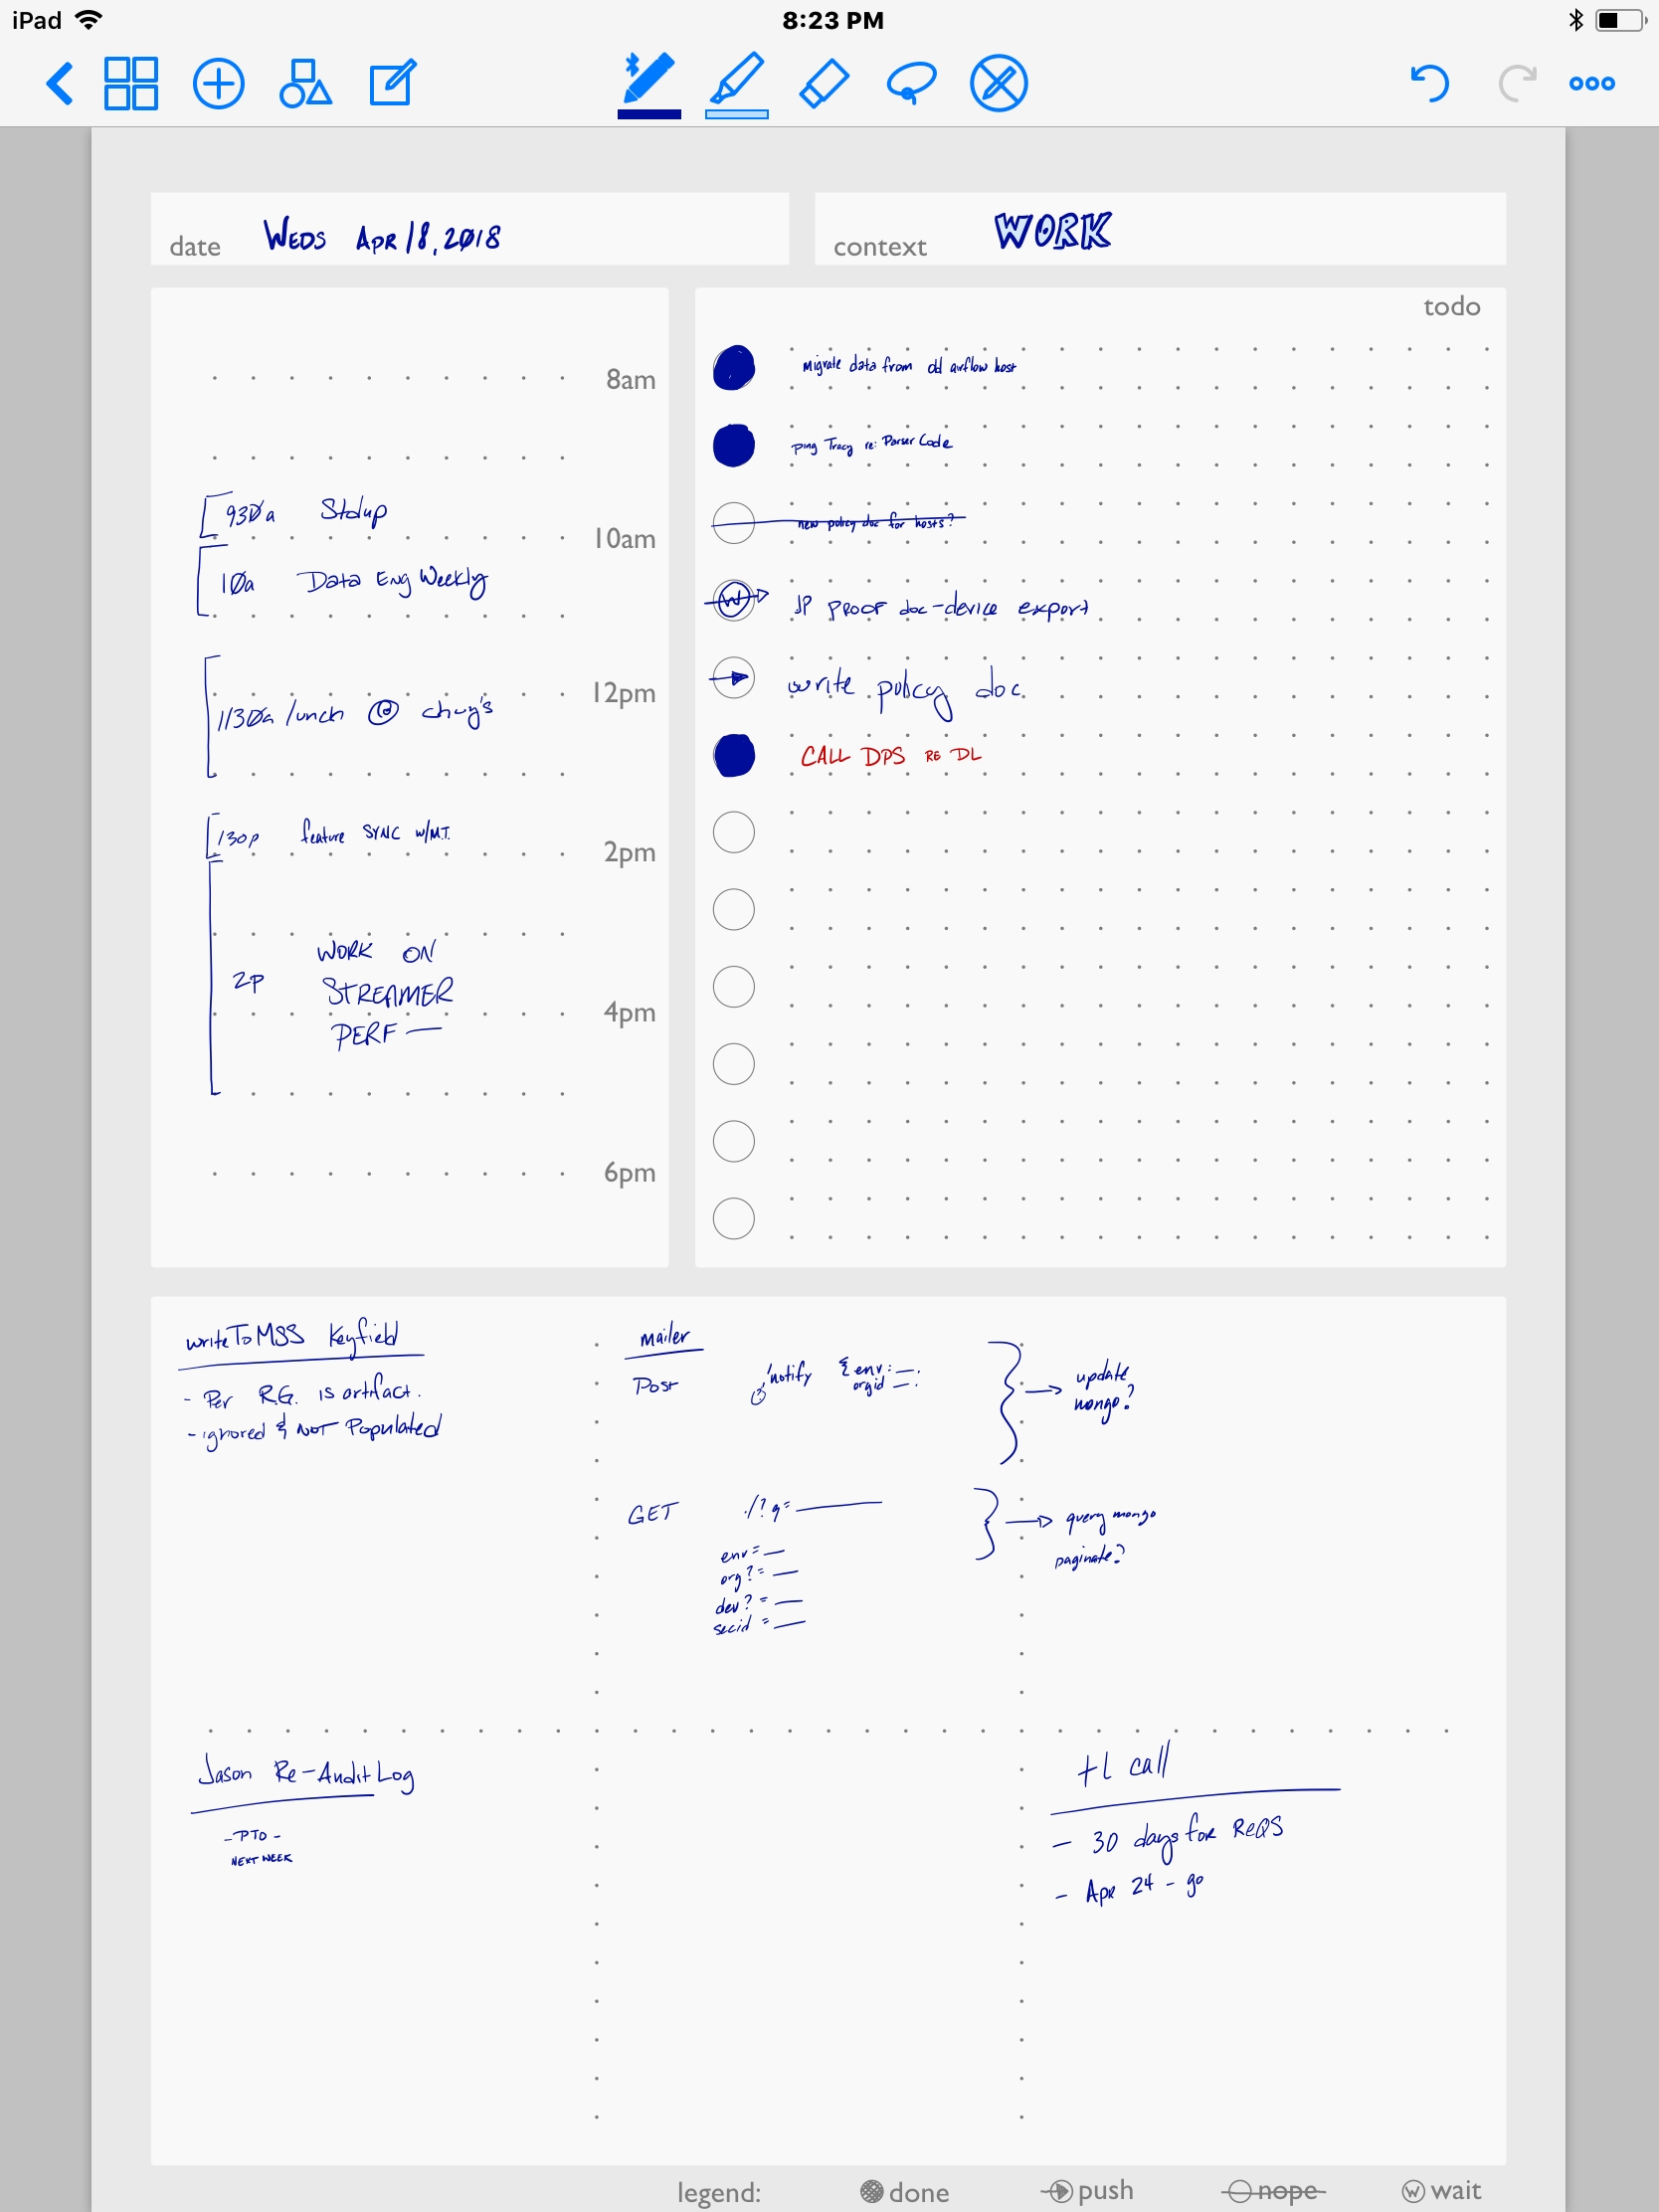 iPad
8:23 PM
date WEDS APR 18, 2018
context WORK
8am
930a Stdup
10am
10a Data Eng Weekly
12pm
1130a lunch @ chuy's
130p feature SYNC w/M.T.
2pm
2p WORK ON
STREAMER
PERF —
4pm
6pm
todo
migrate data from old airflow host
ping Tracy re: Parser Code
new policy doc for hosts?
W JP PROOF doc-device export
write policy doc
CALL DPS RE DL
writeToMSS Keyfield
- Per R.G. is artifact.
- ignored & NOT Populated
mailer
Post /notify { env: —:
orgid —:
update
mongo?
GET ./?q= ———
env= —
org?= —
dev?= —
secid = —
query mongo
paginate?
Jason Re-Audit Log
- PTO -
NEXT WEEK
HL call
- 30 days for REQS
- Apr 24 - go
legend: done push nope W wait